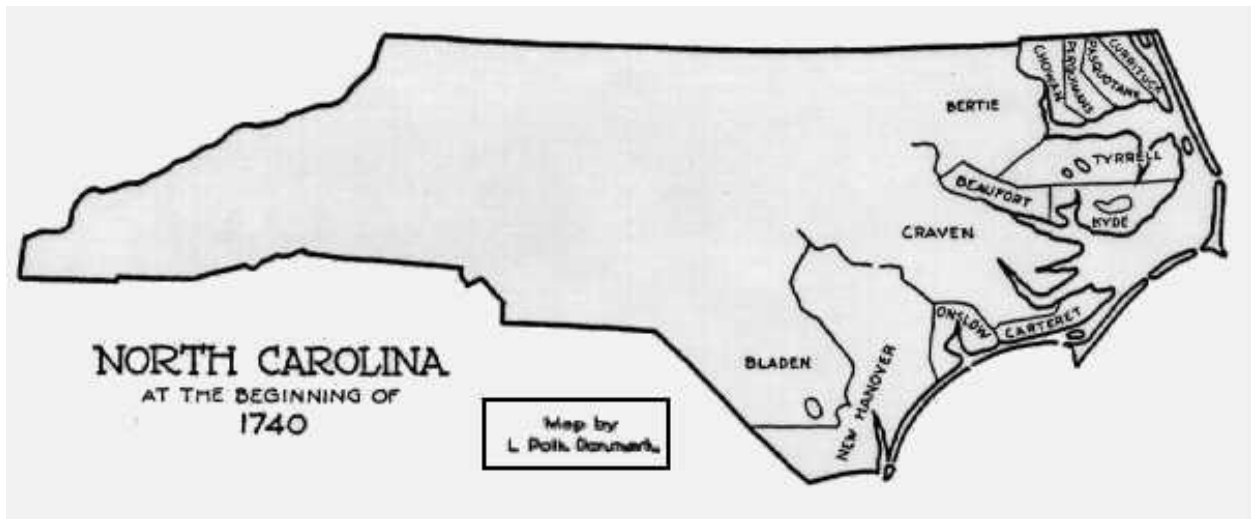 CHOWAN
PERQUIMANS
PASQUOTANK
CURRITUCK
BERTIE
TYRRELL
BEAUFORT
HYDE
CRAVEN
ONSLOW
CARTERET
BLADEN
NEW HANOVER
NORTH CAROLINA
AT THE BEGINNING OF
1740
Map by
L Polk